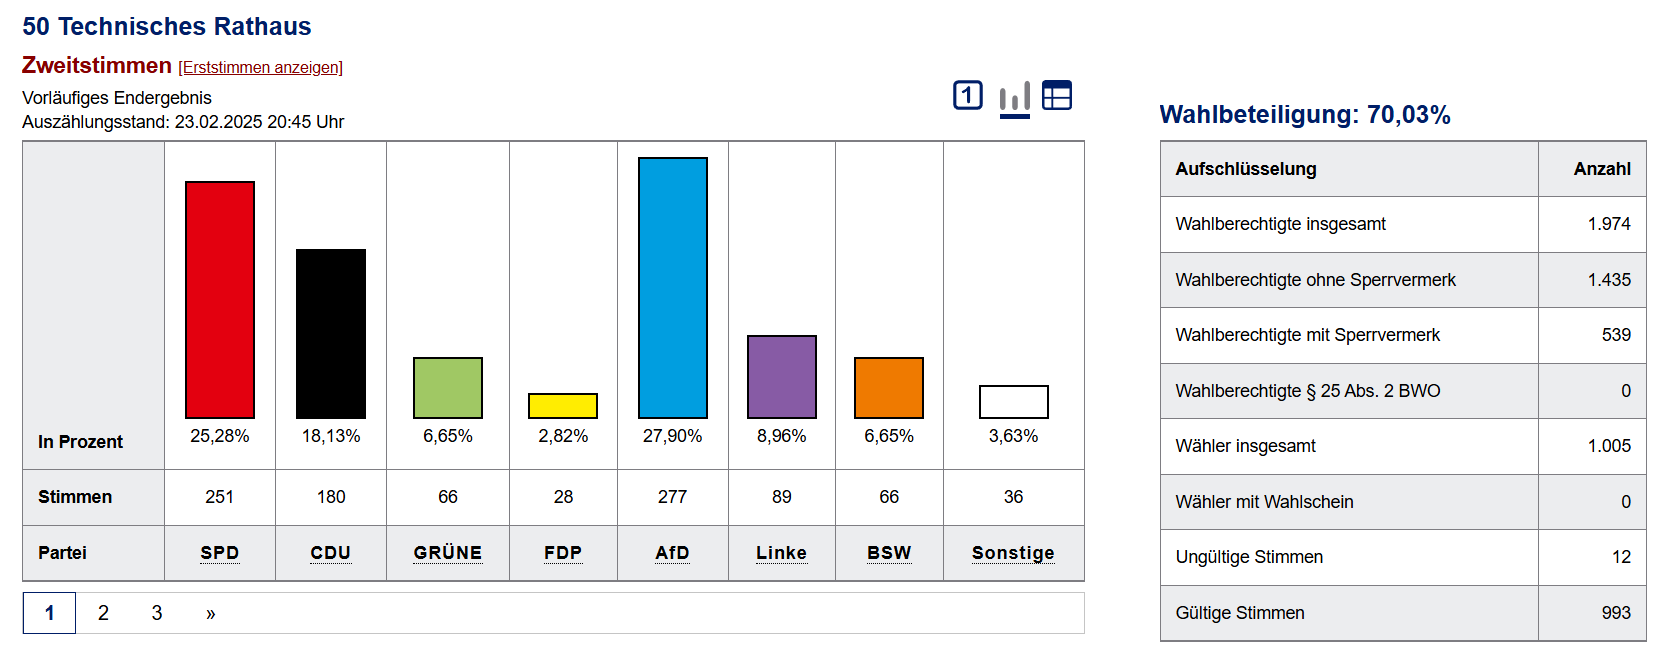 50 Technisches Rathaus
Zweitstimmen [Erststimmen anzeigen]
Vorläufiges Endergebnis
Auszählungsstand: 23.02.2025 20:45 Uhr
1
In Prozent 25,28% 18,13% 6,65% 2,82% 27,90% 8,96% 6,65% 3,63%
Stimmen 251 180 66 28 277 89 66 36
Partei SPD CDU GRÜNE FDP AfD Linke BSW Sonstige
1 2 3 »
Wahlbeteiligung: 70,03%
Aufschlüsselung Anzahl
Wahlberechtigte insgesamt 1.974
Wahlberechtigte ohne Sperrvermerk 1.435
Wahlberechtigte mit Sperrvermerk 539
Wahlberechtigte § 25 Abs. 2 BWO 0
Wähler insgesamt 1.005
Wähler mit Wahlschein 0
Ungültige Stimmen 12
Gültige Stimmen 993